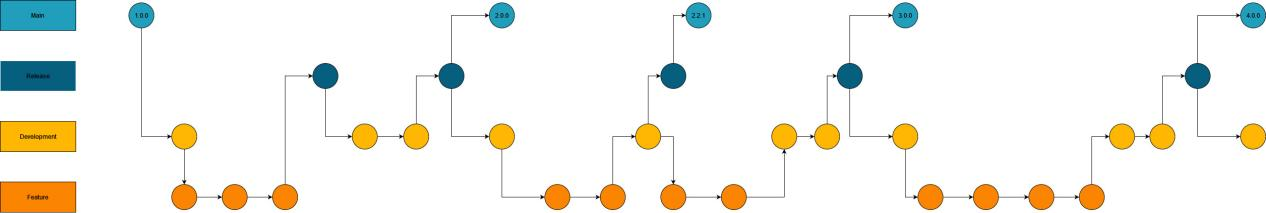 Main
1.0.0
2.0.0
2.2.1
3.0.0
4.0.0
Release
Development
Feature